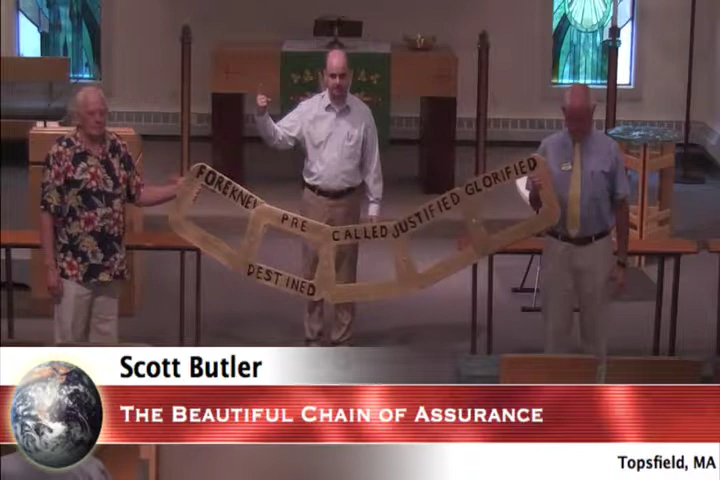 FOREKNEW PRE CALLED JUSTIFIED GLORIFIED
DESTINED
Scott Butler
THE BEAUTIFUL CHAIN OF ASSURANCE
Topsfield, MA